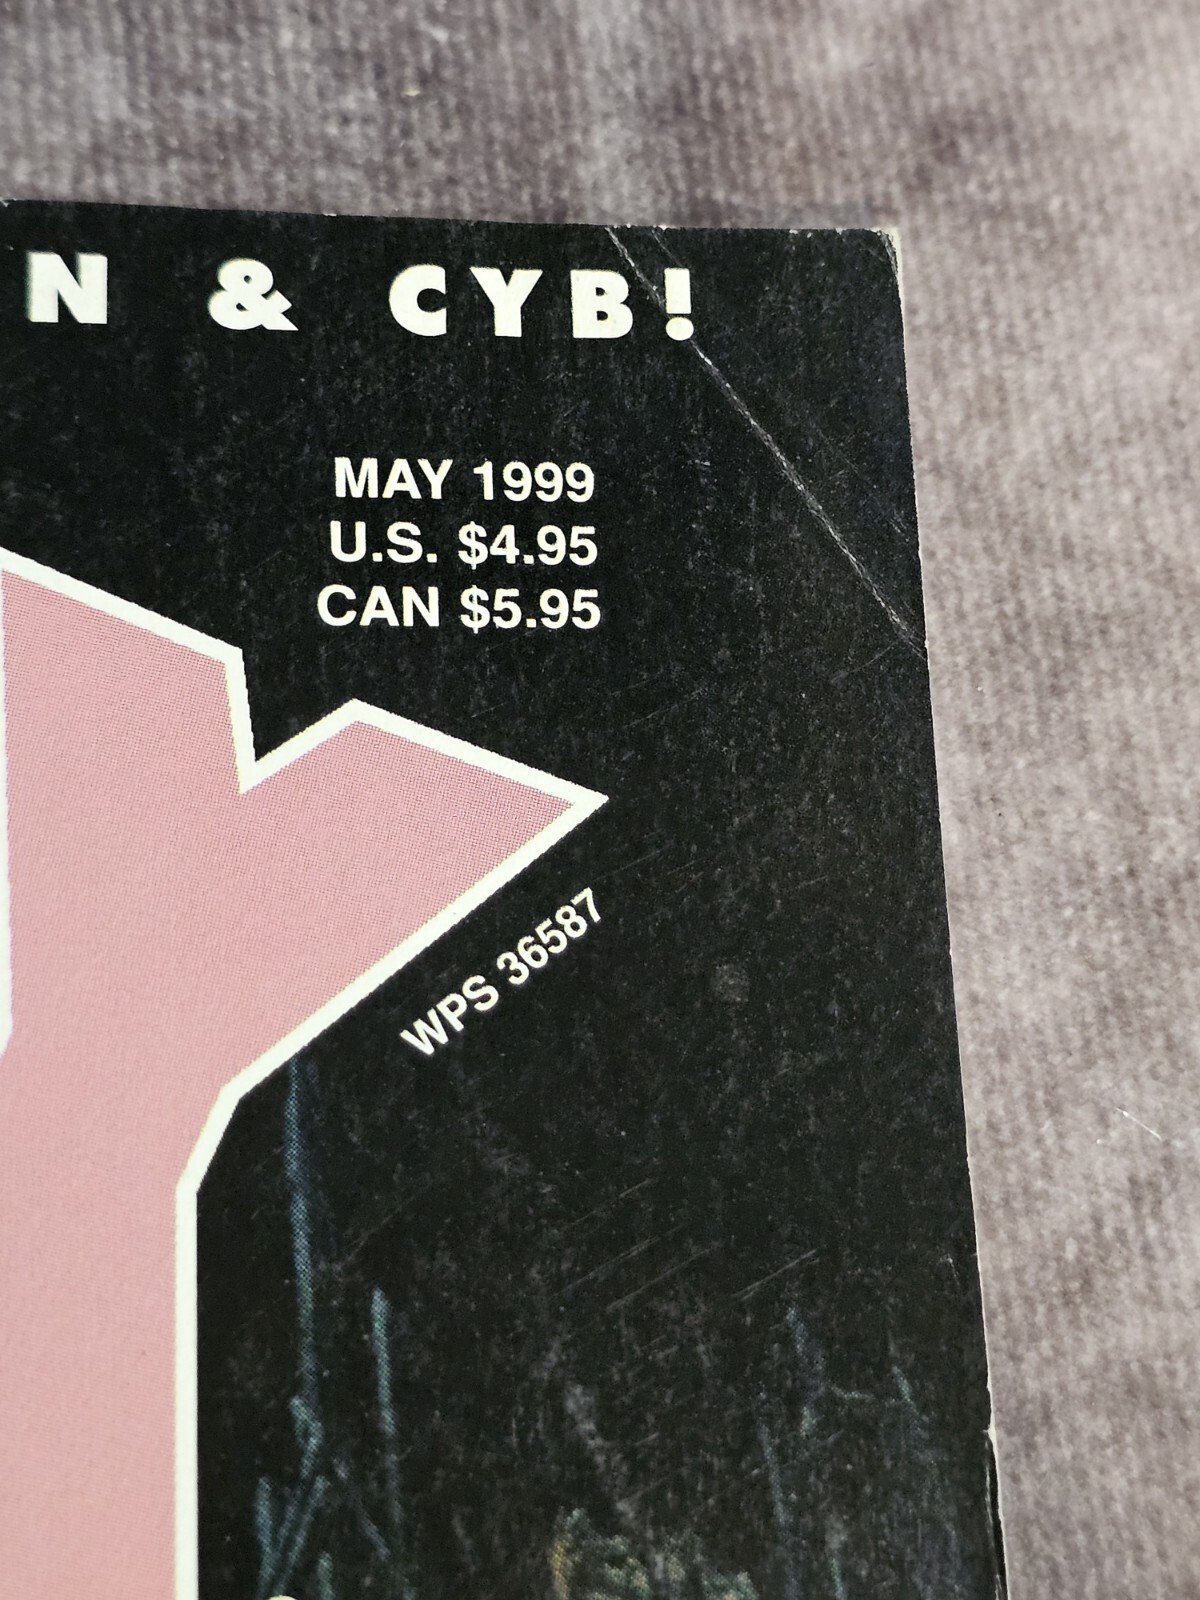 N & CYB!
MAY 1999
U.S. $4.95
CAN $5.95
WPS 36587